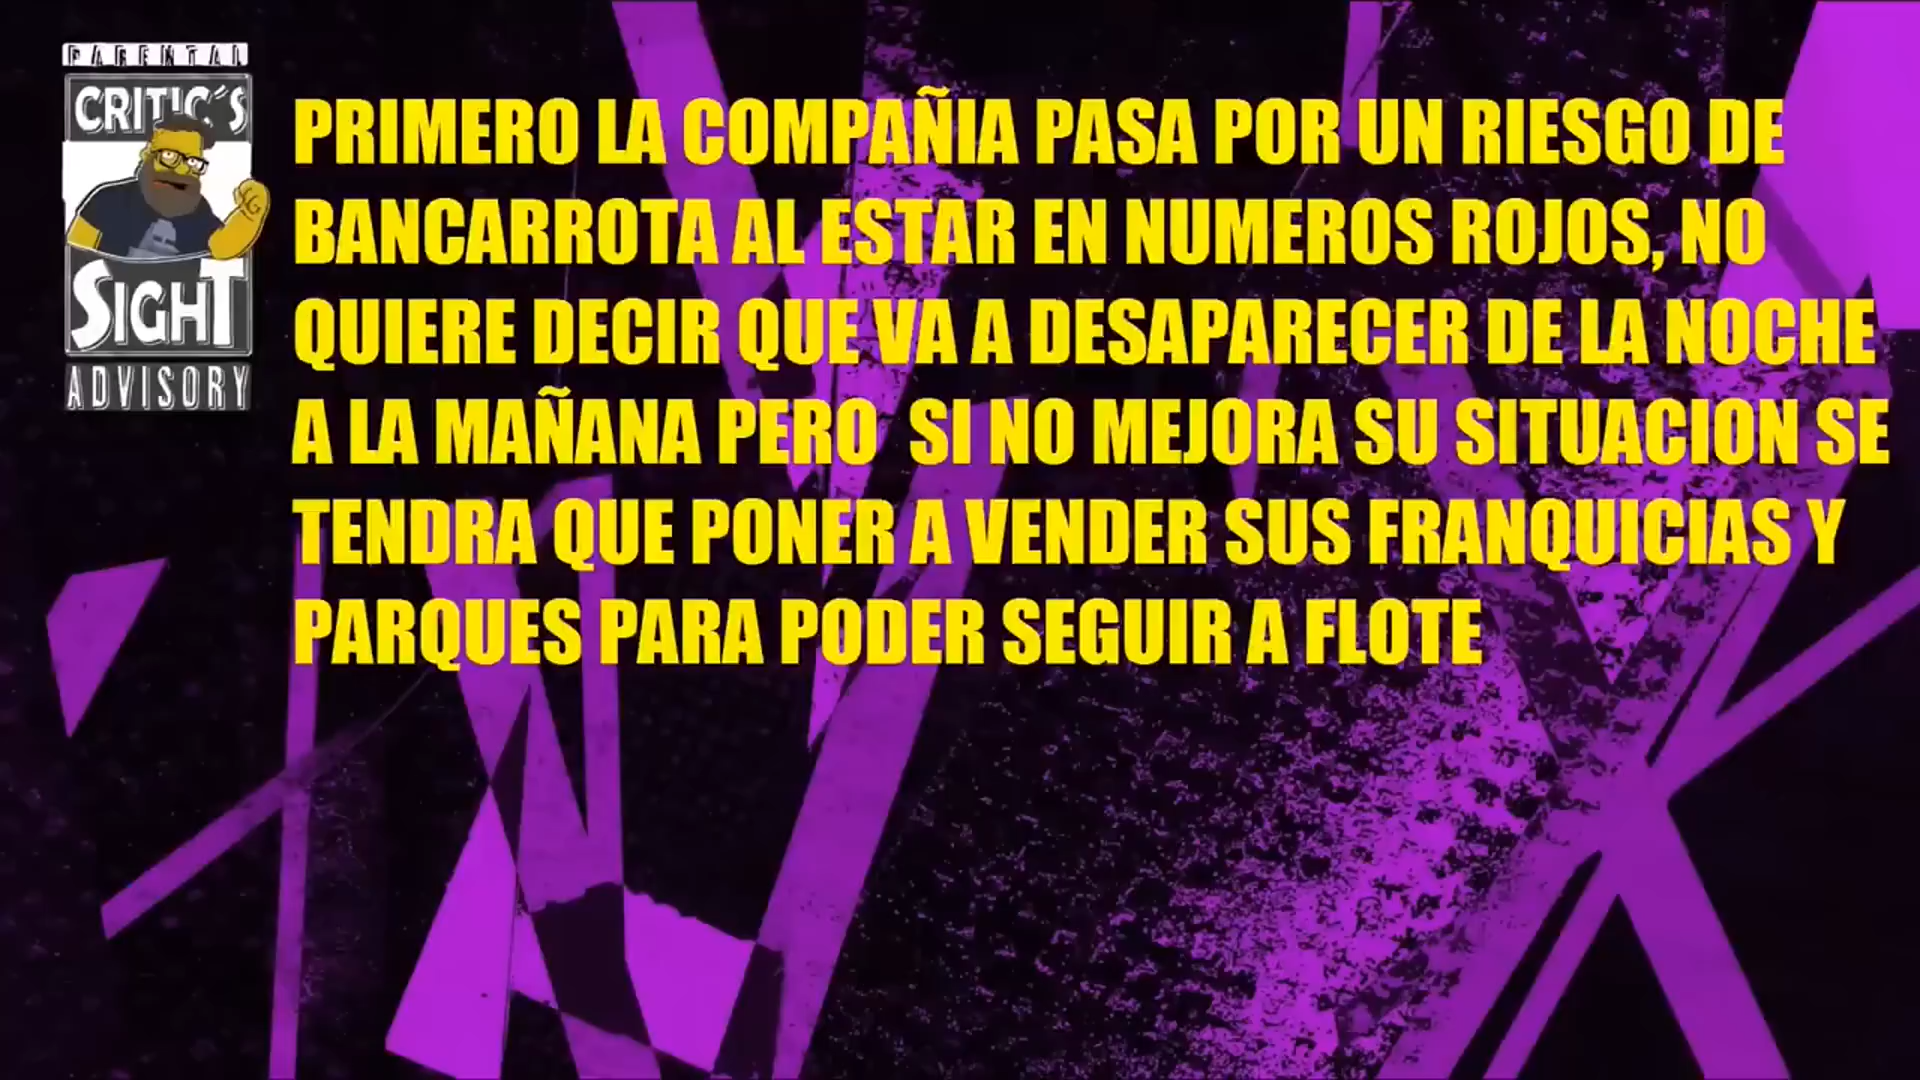 PARENTAL
CRITIC'S
SIGHT
ADVISORY
PRIMERO LA COMPAÑIA PASA POR UN RIESGO DE
BANCARROTA AL ESTAR EN NUMEROS ROJOS, NO
QUIERE DECIR QUE VA A DESAPARECER DE LA NOCHE
A LA MAÑANA PERO SI NO MEJORA SU SITUACION SE
TENDRA QUE PONER A VENDER SUS FRANQUICIAS Y
PARQUES PARA PODER SEGUIR A FLOTE